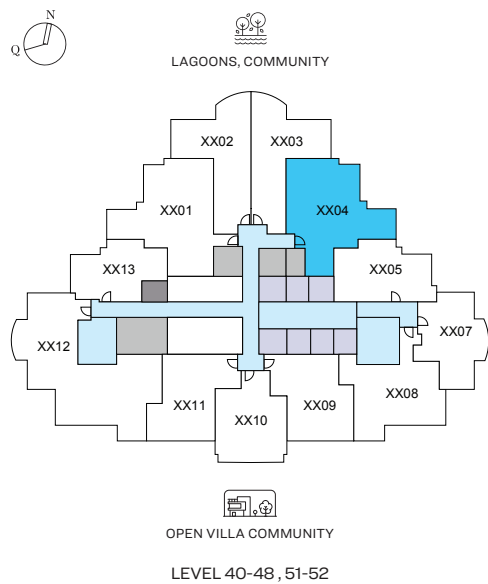 N
Q
LAGOONS, COMMUNITY
XX02 XX03
XX01 XX04
XX13 XX05
XX12 XX07
XX11 XX10 XX09 XX08
OPEN VILLA COMMUNITY
LEVEL 40-48 , 51-52